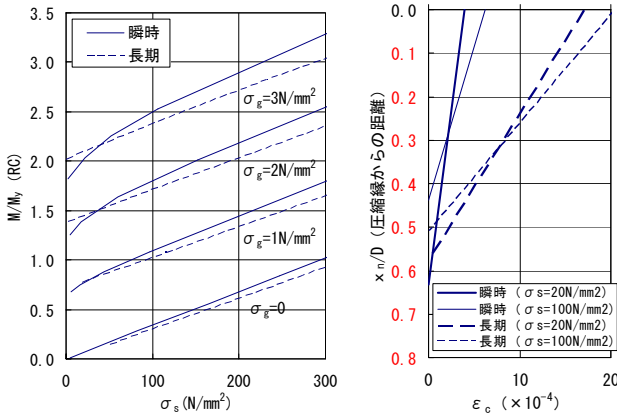 瞬時
長期
3.5
3.0
2.5
2.0
1.5
1.0
0.5
0.0
M/My (RC)
σg=3N/mm²
σg=2N/mm²
σg=1N/mm²
σg=0
0
100
200
300
σs(N/mm²)
0.0
0.1
0.2
0.3
0.4
0.5
0.6
0.7
0.8
xn/D (圧縮縁からの距離)
瞬時 (σs=20N/mm2)
瞬時 (σs=100N/mm2)
長期 (σs=20N/mm2)
長期 (σs=100N/mm2)
0
10
20
εc (×10⁻⁴)